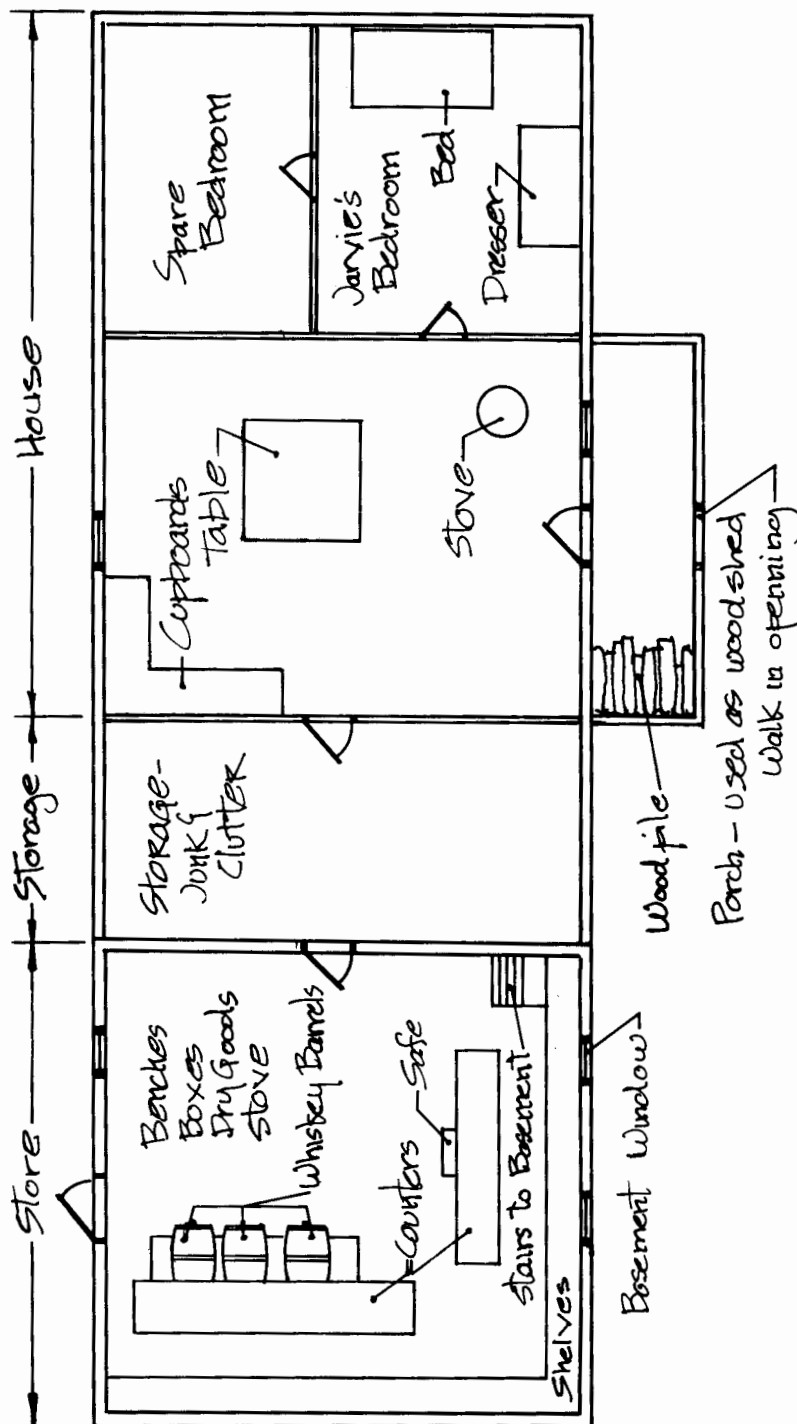 Store
Storage
House
Benches
Boxes
Dry Goods
Stove
Whiskey Barrels
Counters
Safe
Stairs to Basement
Shelves
Basement Window
STORAGE-
JUNK &
Clutter
Cupboards
Table
Stove
Spare
Bedroom
Jarvie's
Bedroom
Bed
Dresser
Wood pile
Porch - used as woodshed
Walk in openning